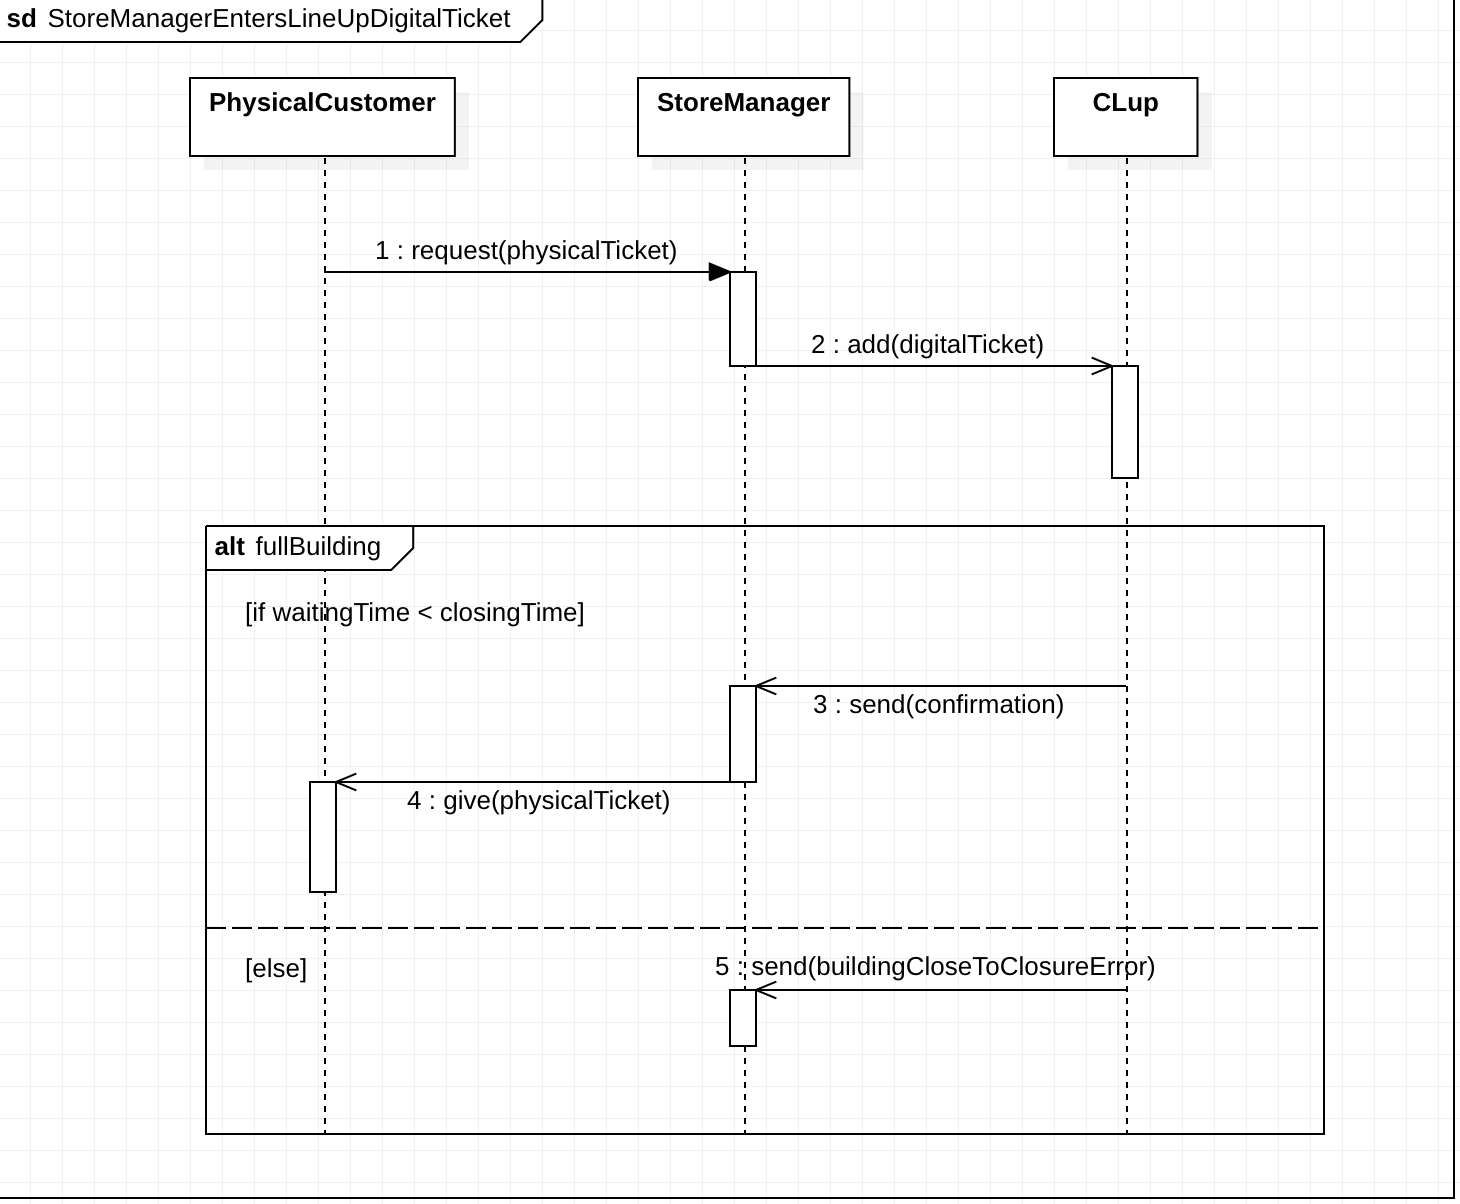 sd StoreManagerEntersLineUpDigitalTicket
PhysicalCustomer
StoreManager
CLup
1 : request(physicalTicket)
2 : add(digitalTicket)
alt fullBuilding
[if waitingTime < closingTime]
3 : send(confirmation)
4 : give(physicalTicket)
[else]
5 : send(buildingCloseToClosureError)